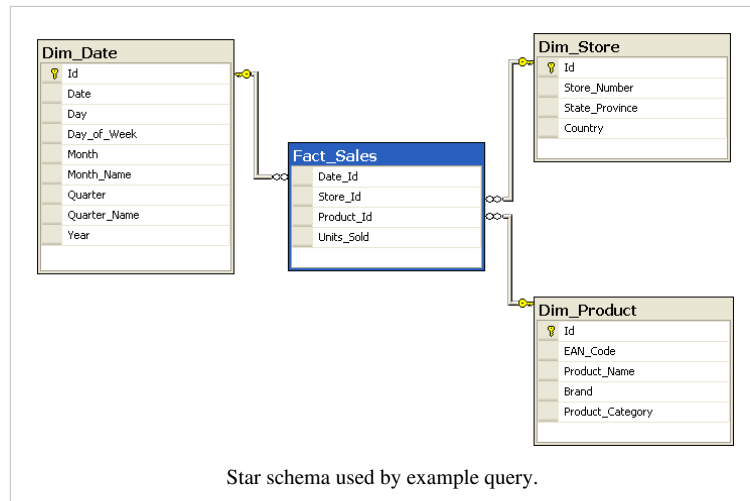 Dim_Date
Id
Date
Day
Day_of_Week
Month
Month_Name
Quarter
Quarter_Name
Year
Fact_Sales
Date_Id
Store_Id
Product_Id
Units_Sold
Dim_Store
Id
Store_Number
State_Province
Country
Dim_Product
Id
EAN_Code
Product_Name
Brand
Product_Category
Star schema used by example query.